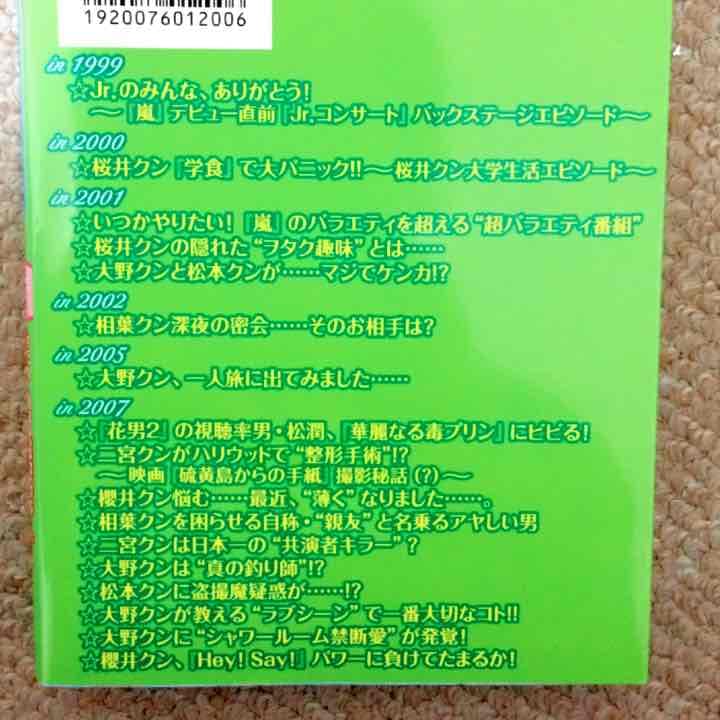 1920076012006
in 1999
☆Jr.のみんな、ありがとう!
～『嵐』デビュー直前『Jr.コンサート』バックステージエピソード～
in 2000
☆桜井クン『学食』で大パニック!!～桜井クン大学生活エピソード～
in 2001
☆いつかやりたい!『嵐』のバラエティを超える“超バラエティ番組”
☆桜井クンの隠れた“ヲタク趣味”とは……
☆大野クンと松本クンが……マジでケンカ!?
in 2002
☆相葉クン深夜の密会……そのお相手は?
in 2005
☆大野クン、一人旅に出てみました……
in 2007
☆『花男2』の視聴率男・松潤、『華麗なる毒プリン』にビビる!
☆二宮クンがハリウッドで“整形手術”!?
～映画『硫黄島からの手紙』撮影秘話(?)～
☆櫻井クン悩む……最近、“薄く”なりました……。
☆相葉クンを困らせる自称・“親友”と名乗るアヤしい男
☆二宮クンは日本一の“共演者キラー”?
☆大野クンは“真の釣り師”!?
☆松本クンに盗撮魔疑惑が……!?
☆大野クンが教える“ラブシーン”で一番大切なコト!!
☆大野クンに“シャワールーム禁断愛”が発覚!
☆櫻井クン、『Hey! Say!』パワーに負けてたまるか!